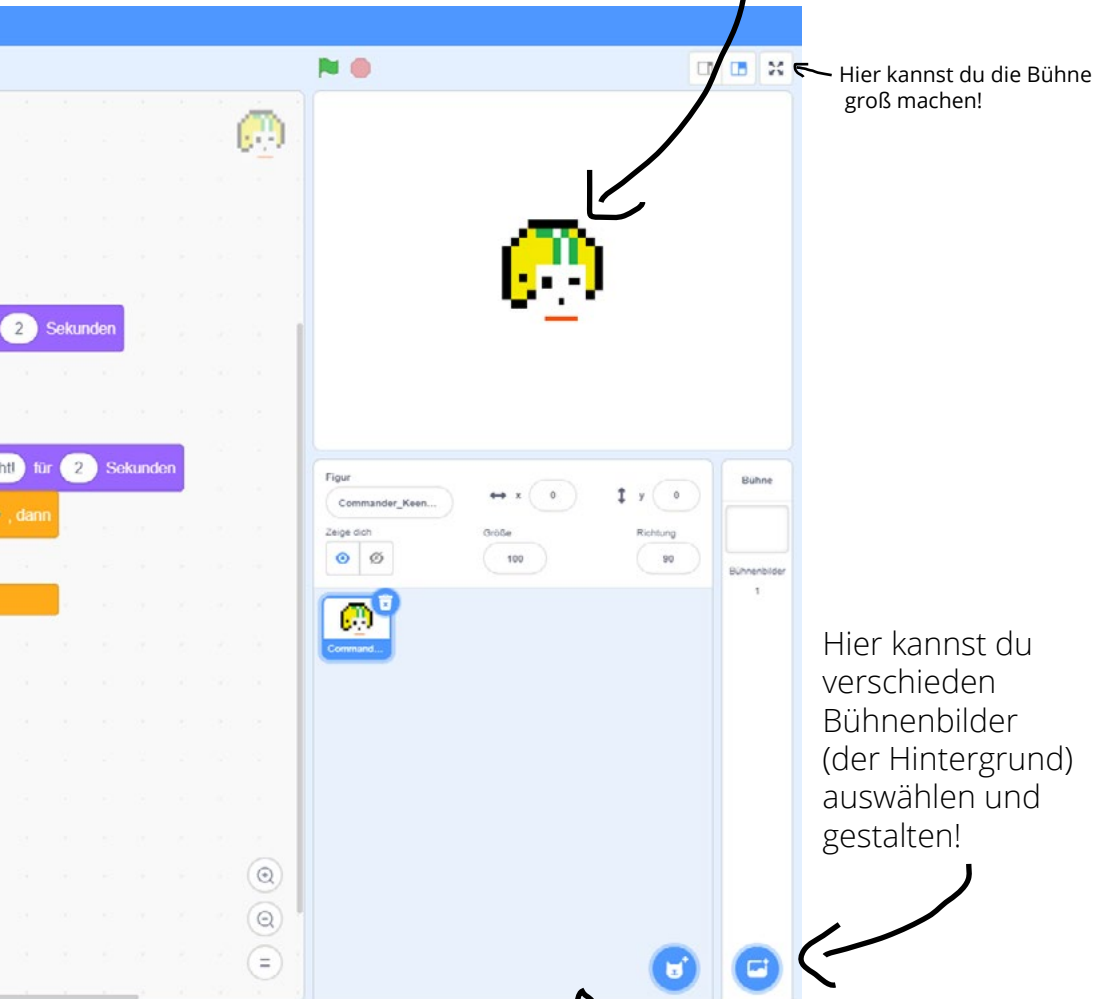 Hier kannst du die Bühne
groß machen!
2 Sekunden
ht! für 2 Sekunden
, dann
Figur
Commander_Keen...
x 0
y 0
Zeige dich
Größe
100
Richtung
90
Command...
Bühne
Bühnenbilder
1
Hier kannst du
verschieden
Bühnenbilder
(der Hintergrund)
auswählen und
gestalten!